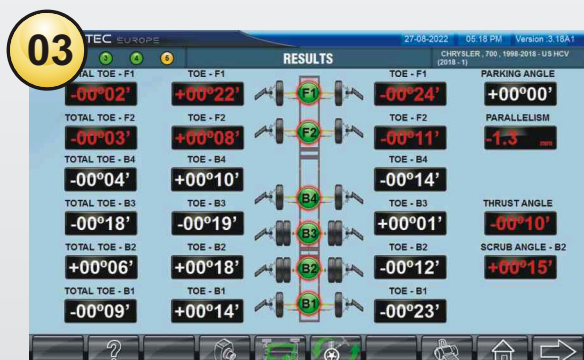 03
TEC EUROPE
27-08-2022 05:18 PM Version :3.18A1
3 4 5
RESULTS
CHRYSLER , 700 , 1998-2018 - US HCV
(2018 - 1)
TOTAL TOE - F1 TOE - F1 TOE - F1 PARKING ANGLE
-00º02' +00º22' F1 -00º24' +00º00'
TOTAL TOE - F2 TOE - F2 TOE - F2 PARALLELISM
-00º03' +00º08' F2 -00º11' -1.3 mm
TOTAL TOE - B4 TOE - B4 TOE - B4
-00º04' +00º10' B4 -00º14'
TOTAL TOE - B3 TOE - B3 TOE - B3 THRUST ANGLE
-00º18' -00º19' B3 +00º01' -00º10'
TOTAL TOE - B2 TOE - B2 TOE - B2 SCRUB ANGLE - B2
+00º06' +00º18' B2 -00º12' +00º15'
TOTAL TOE - B1 TOE - B1 TOE - B1
-00º09' +00º14' B1 -00º23'
?